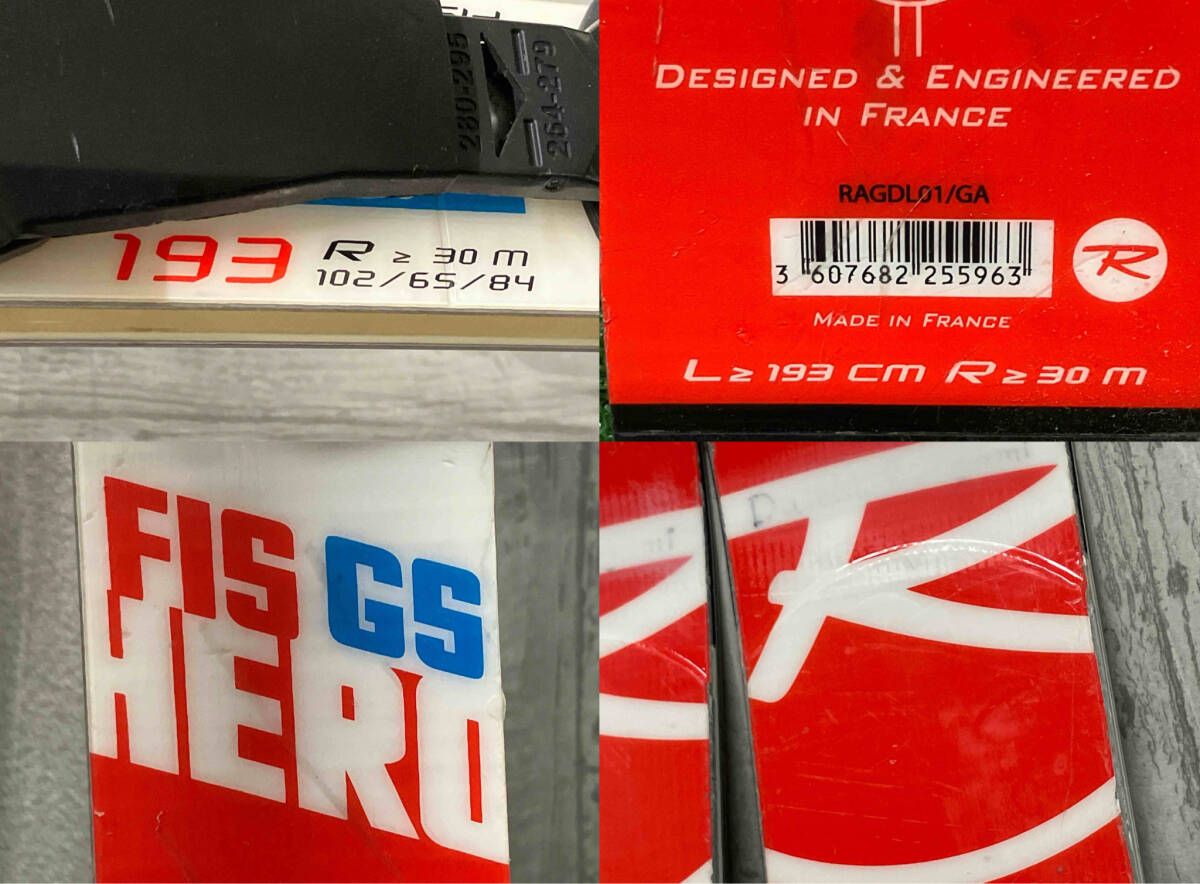 280-295
264-279
193 R ≥ 30 m
102/65/84
DESIGNED & ENGINEERED
IN FRANCE
RAGDL01/GA
3 607682 255963
MADE IN FRANCE
L ≥ 193 cm R ≥ 30 m
FIS GS
HERO
R